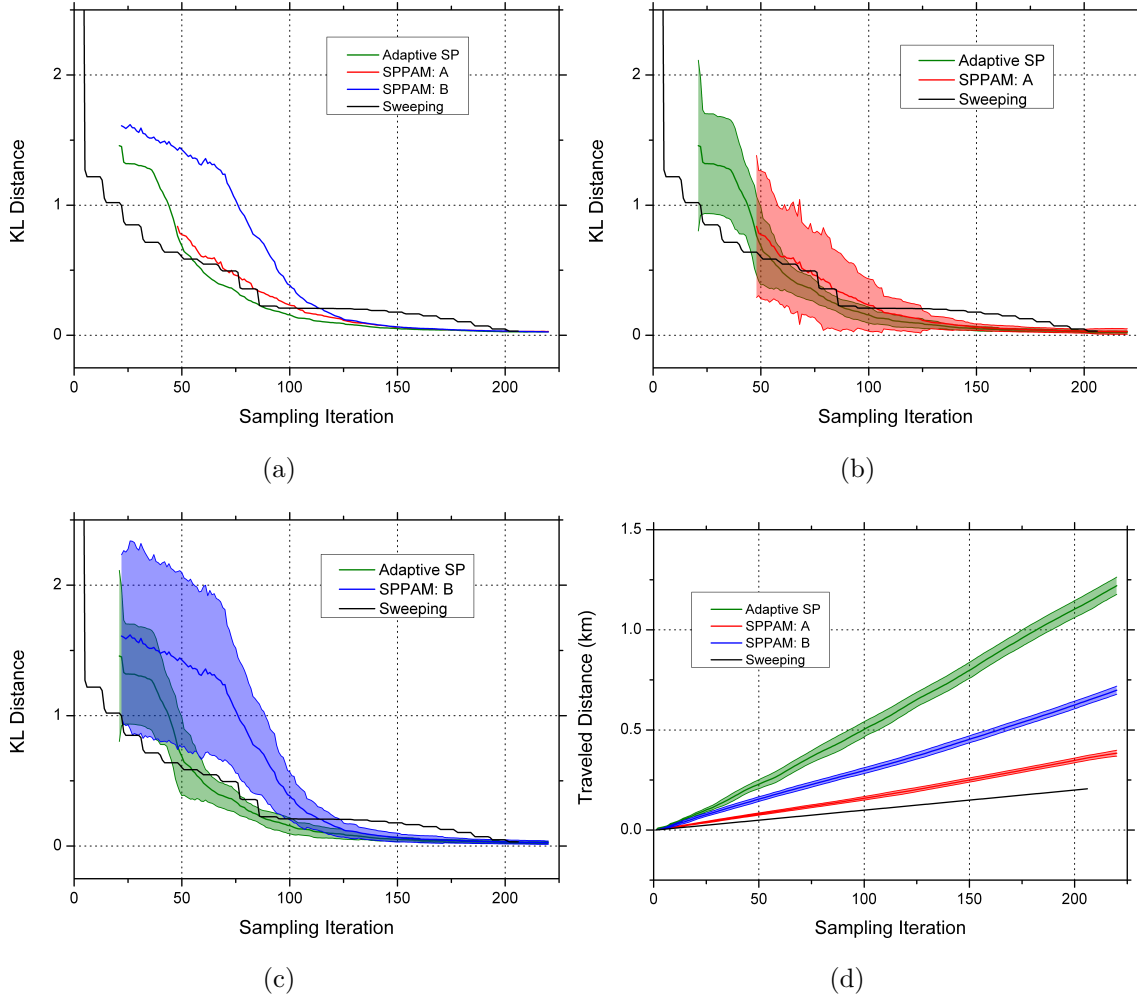 Adaptive SP
SPPAM: A
SPPAM: B
Sweeping
2
1
0
KL Distance
0 50 100 150 200
Sampling Iteration
(a)
Adaptive SP
SPPAM: A
Sweeping
2
1
0
KL Distance
0 50 100 150 200
Sampling Iteration
(b)
Adaptive SP
SPPAM: B
Sweeping
2
1
0
KL Distance
0 50 100 150 200
Sampling Iteration
(c)
1.5
Adaptive SP
SPPAM: A
SPPAM: B
Sweeping
1.0
0.5
0.0
Traveled Distance (km)
0 50 100 150 200
Sampling Iteration
(d)